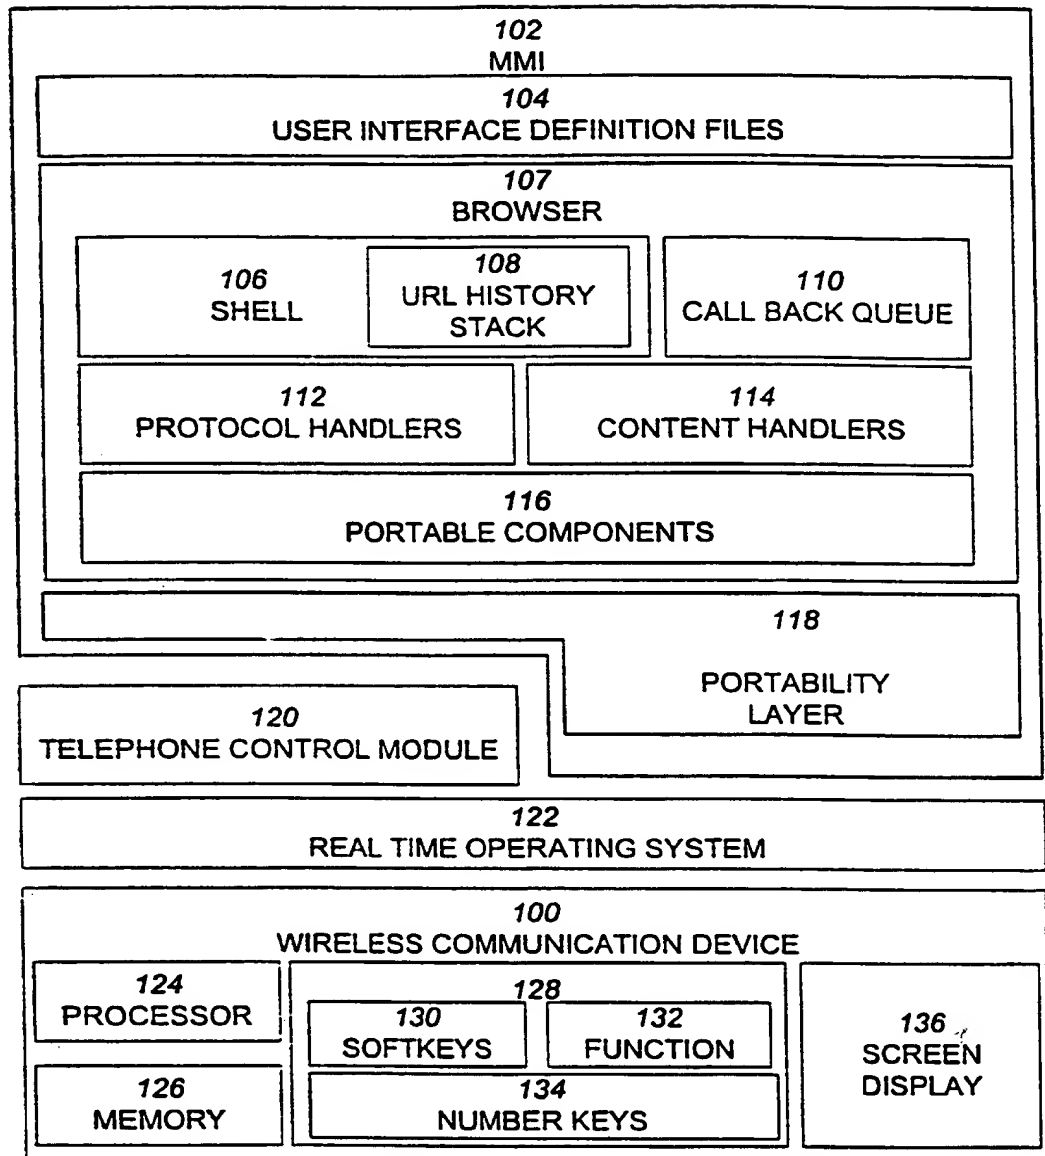 102
MMI
104
USER INTERFACE DEFINITION FILES
107
BROWSER
106
SHELL
108
URL HISTORY
STACK
110
CALL BACK QUEUE
112
PROTOCOL HANDLERS
114
CONTENT HANDLERS
116
PORTABLE COMPONENTS
118
PORTABILITY
LAYER
120
TELEPHONE CONTROL MODULE
122
REAL TIME OPERATING SYSTEM
100
WIRELESS COMMUNICATION DEVICE
124
PROCESSOR
126
MEMORY
128
130
SOFTKEYS
132
FUNCTION
134
NUMBER KEYS
136
SCREEN
DISPLAY